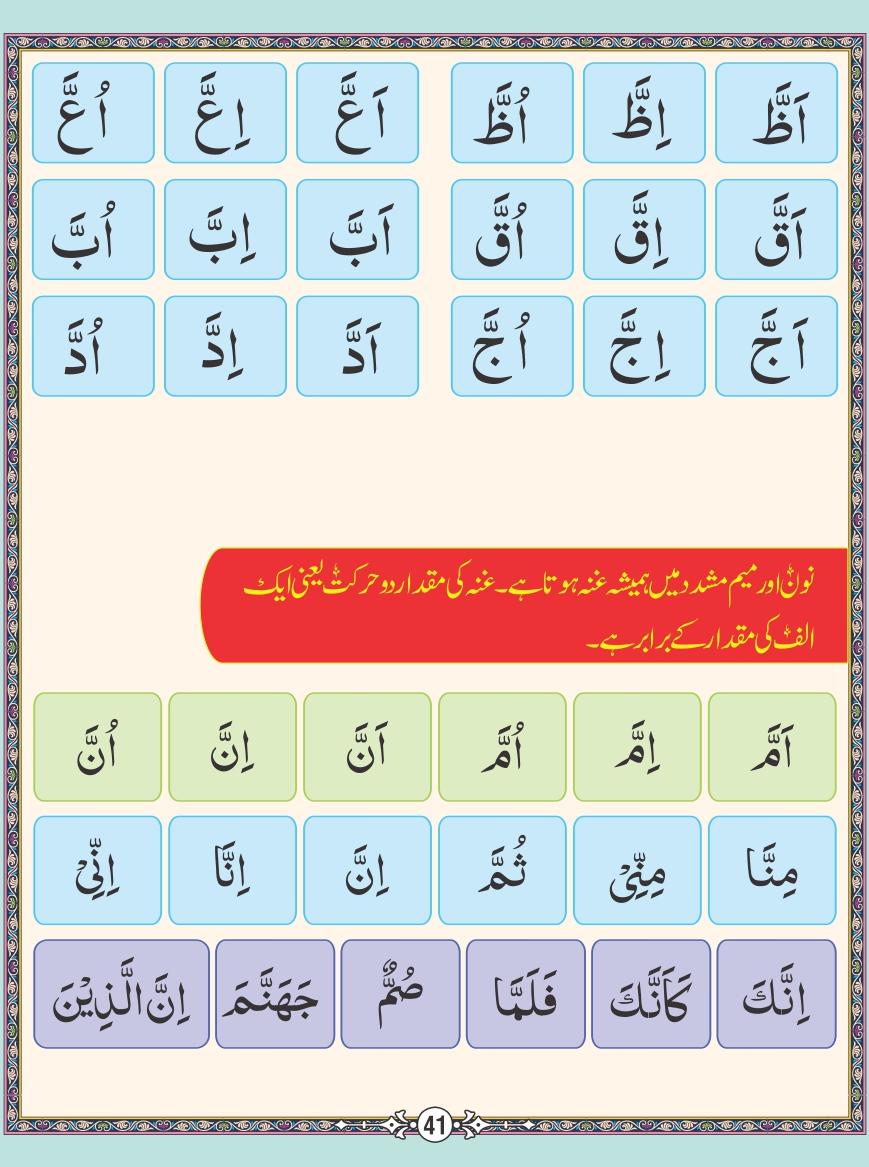 اَظَّ اِظَّ اُظَّ اَعَّ اِعَّ اُعَّ
اَقَّ اِقَّ اُقَّ اَبَّ اِبَّ اُبَّ
اَجَّ اِجَّ اُجَّ اَدَّ اِدَّ اُدَّ
نون اور میم مشدد میں ہمیشہ غنہ ہوتا ہے۔ غنہ کی مقدار دو حرکت یعنی ایک
الف کی مقدار کے برابر ہے۔
اَمَّ اِمَّ اُمَّ اَنَّ اِنَّ اُنَّ
مِنَّا مِنِّیْ ثُمَّ اِنَّ اِنَّا اِنِّیْ
اِنَّكَ كَاَنَّكَ فَلَمَّا صُمٌّ جَهَنَّمَ اِنَّ الَّذِیْنَ
41